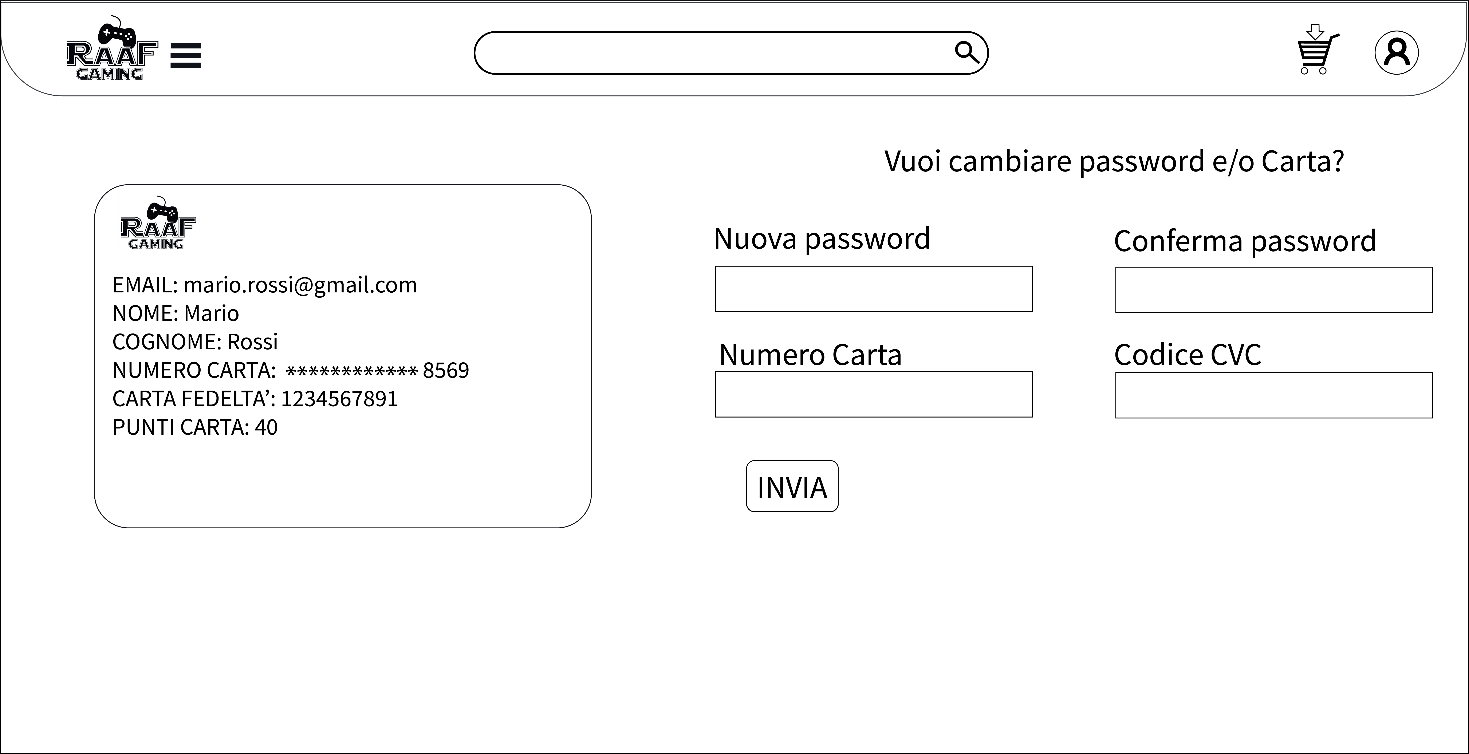 RAAF
GAMING
Vuoi cambiare password e/o Carta?
RAAF
GAMING
EMAIL: mario.rossi@gmail.com
NOME: Mario
COGNOME: Rossi
NUMERO CARTA: ************ 8569
CARTA FEDELTA’: 1234567891
PUNTI CARTA: 40
Nuova password
Conferma password
Numero Carta
Codice CVC
INVIA